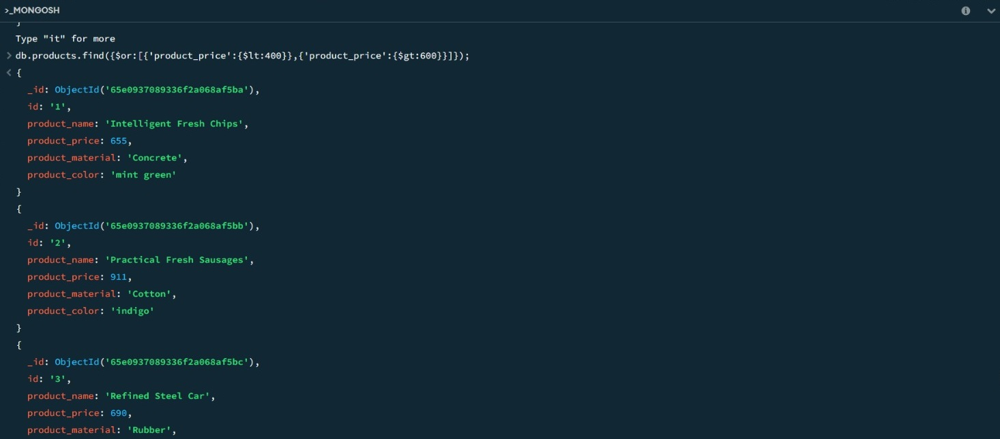 >_MONGOSH
}
Type "it" for more
> db.products.find({$or:[{'product_price':{$lt:400}},{'product_price':{$gt:600}}]});
< {
_id: ObjectId('65e0937089336f2a068af5ba'),
id: '1',
product_name: 'Intelligent Fresh Chips',
product_price: 655,
product_material: 'Concrete',
product_color: 'mint green'
}
{
_id: ObjectId('65e0937089336f2a068af5bb'),
id: '2',
product_name: 'Practical Fresh Sausages',
product_price: 911,
product_material: 'Cotton',
product_color: 'indigo'
}
{
_id: ObjectId('65e0937089336f2a068af5bc'),
id: '3',
product_name: 'Refined Steel Car',
product_price: 690,
product_material: 'Rubber',